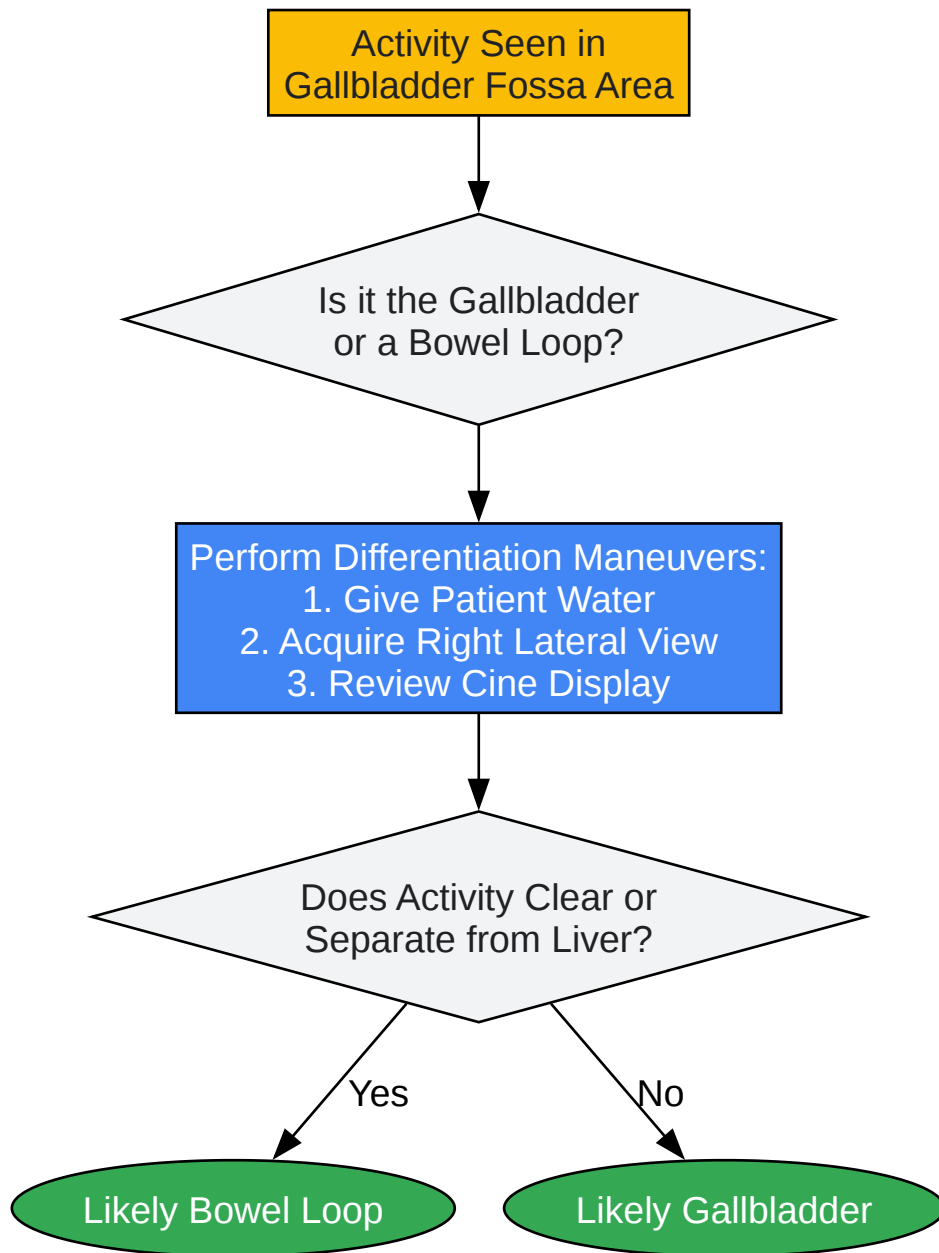 Activity Seen in
Gallbladder Fossa Area
Is it the Gallbladder
or a Bowel Loop?
Perform Differentiation Maneuvers:
1. Give Patient Water
2. Acquire Right Lateral View
3. Review Cine Display
Does Activity Clear or
Separate from Liver?
Yes
No
Likely Bowel Loop
Likely Gallbladder